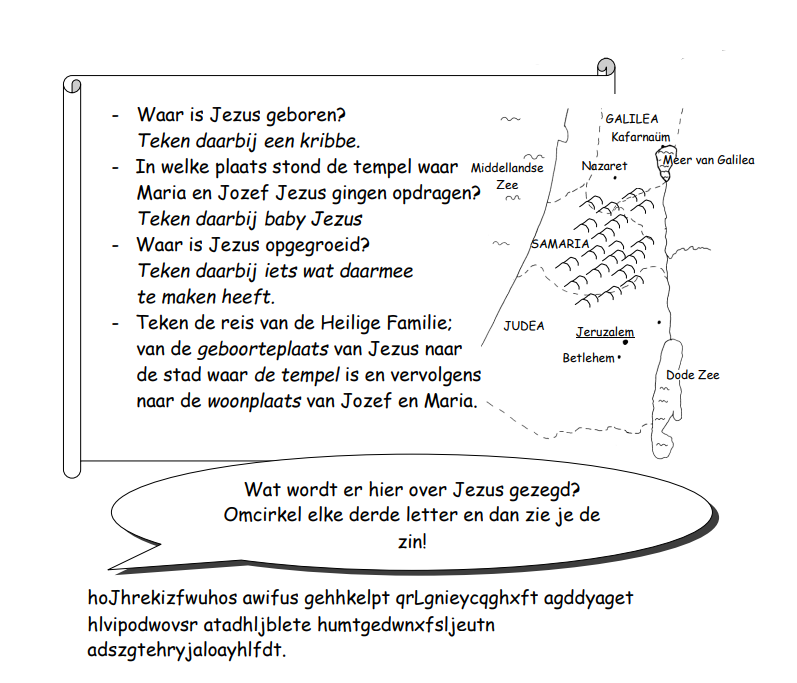 - Waar is Jezus geboren?
Teken daarbij een kribbe.
- In welke plaats stond de tempel waar
Maria en Jozef Jezus gingen opdragen?
Teken daarbij baby Jezus
- Waar is Jezus opgegroeid?
Teken daarbij iets wat daarmee
te maken heeft.
- Teken de reis van de Heilige Familie;
van de geboorteplaats van Jezus naar
de stad waar de tempel is en vervolgens
naar de woonplaats van Jozef en Maria.
GALILEA
Kafarnaüm
Middellandse
Zee
Nazaret
Meer van Galilea
SAMARIA
JUDEA
Jeruzalem
Betlehem
Dode Zee
Wat wordt er hier over Jezus gezegd?
Omcirkel elke derde letter en dan zie je de
zin!
hoJhrekizfwuhos awifus gehhkelpt qrLgnieycqghxft agddyaget
hlvipodwovsr atadhljblete humtgedwnxfsljeutn
adszgtehryjaloayhlfdt.